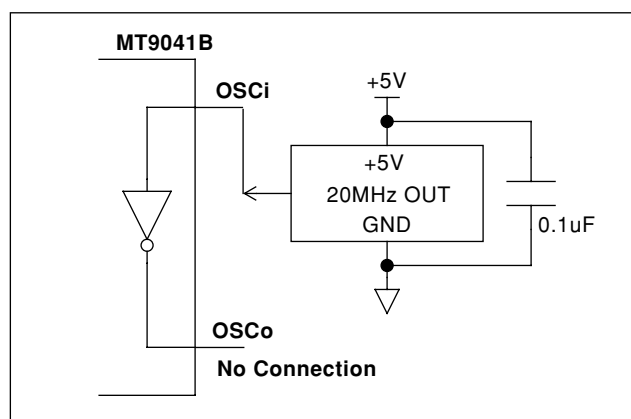 MT9041B
OSCi
+5V
+5V
20MHz OUT
GND
0.1uF
OSCo
No Connection